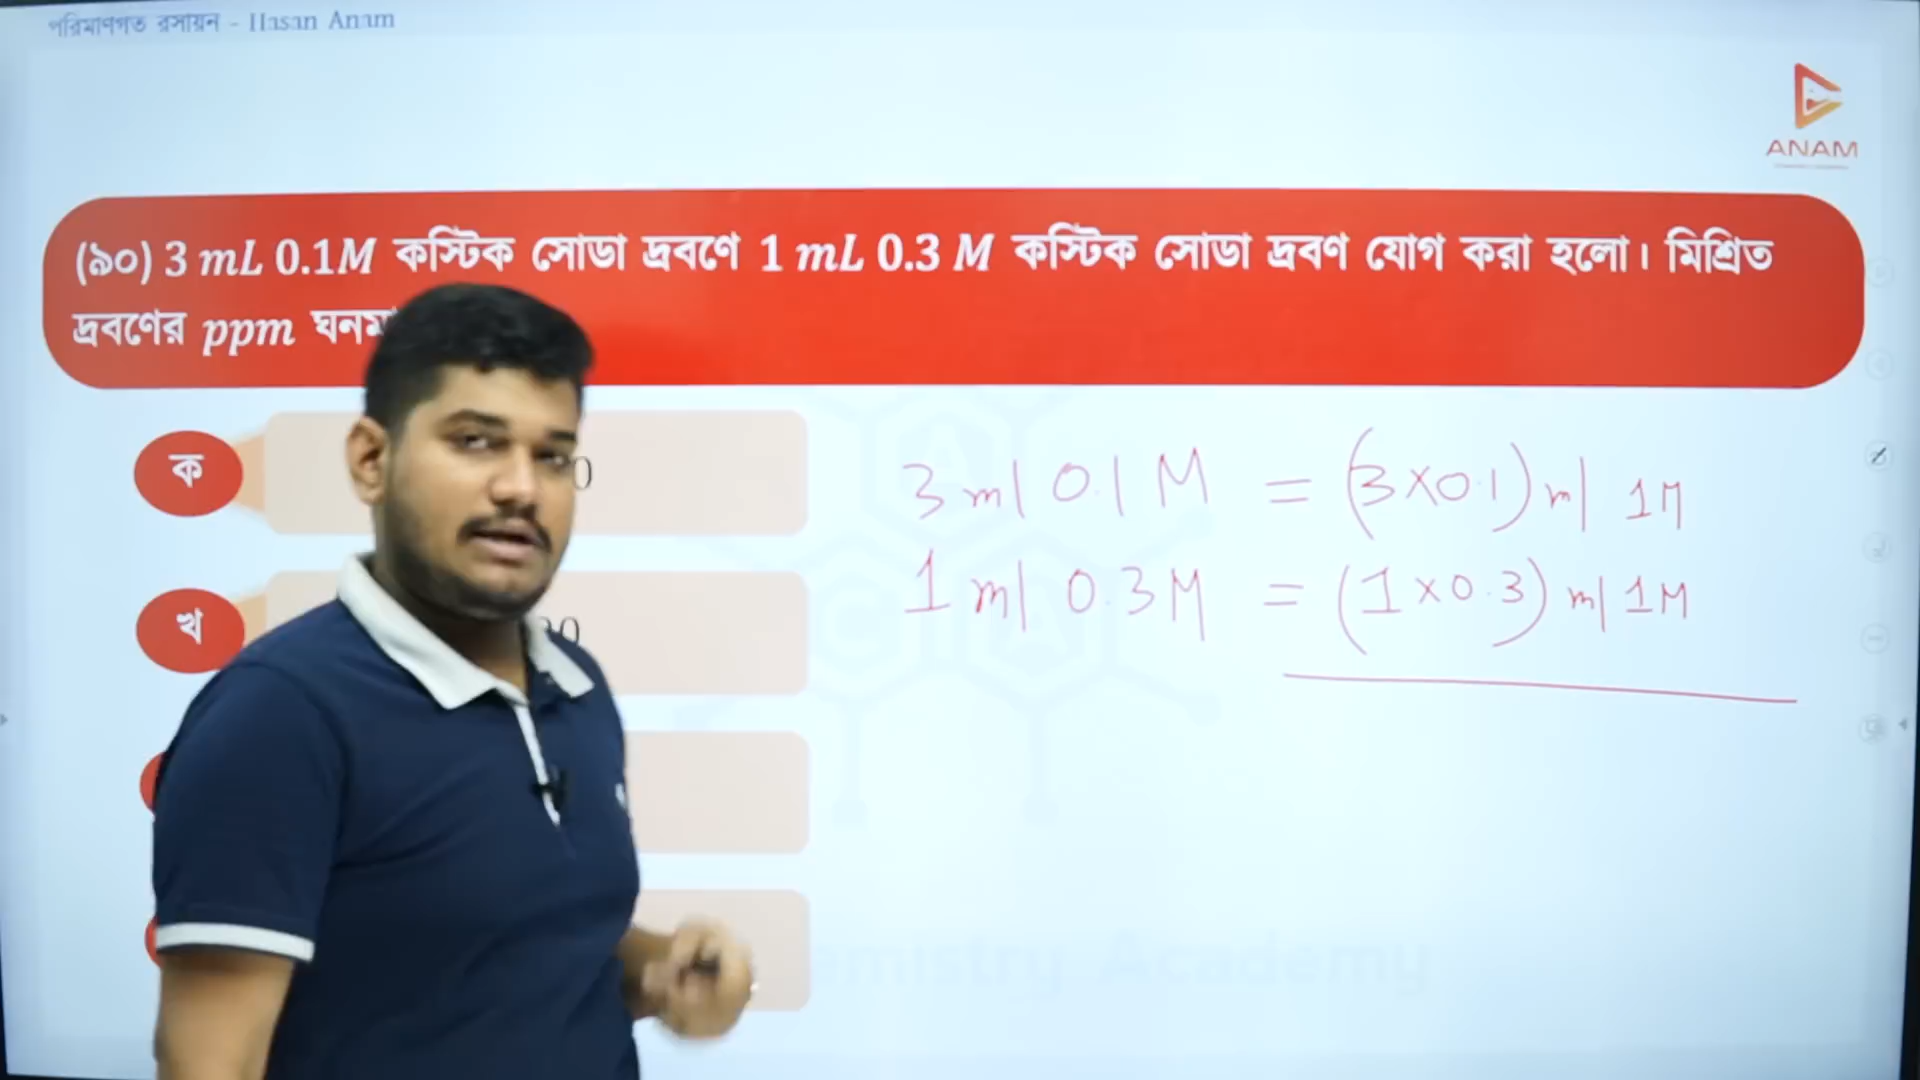 পরিমাণগত রসায়ন - Hasan Anam
ANAM
(৯০) 3 mL 0.1M কস্টিক সোডা দ্রবণে 1 mL 0.3 M কস্টিক সোডা দ্রবণ যোগ করা হলো। মিশ্রিত
দ্রবণের ppm
ক
খ
3 ml 0.1 M = (3×0.1) ml 1M
1 ml 0.3 M = (1×0.3) ml 1M
Academy